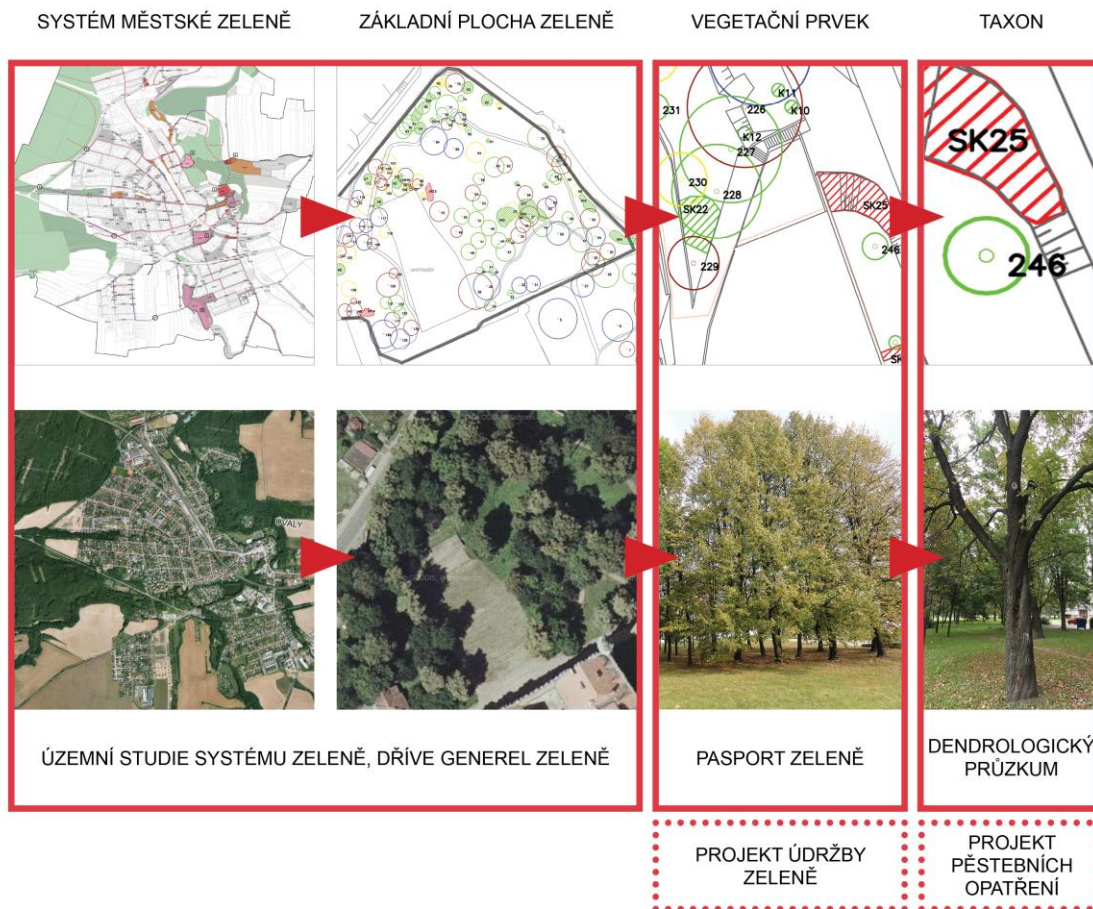 SYSTÉM MĚSTSKÉ ZELENĚ
ZÁKLADNÍ PLOCHA ZELENĚ
VEGETAČNÍ PRVEK
TAXON
231
226
K11
K10
K12
227
230
228
SK22
SK25
246
229
SK25
246
ÚZEMNÍ STUDIE SYSTÉMU ZELENĚ, DŘÍVE GENEREL ZELENĚ
PASPORT ZELENĚ
DENDROLOGICKÝ
PRŮZKUM
PROJEKT ÚDRŽBY
ZELENĚ
PROJEKT
PĚSTEBNÍCH
OPATŘENÍ